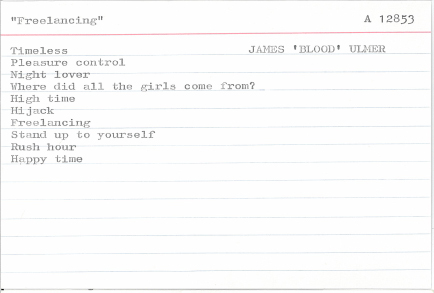 "Freelancing" A 12853
Timeless JAMES 'BLOOD' ULMER
Pleasure control
Night lover
Where did all the girls come from?
High time
Hijack
Freelancing
Stand up to yourself
Rush hour
Happy time